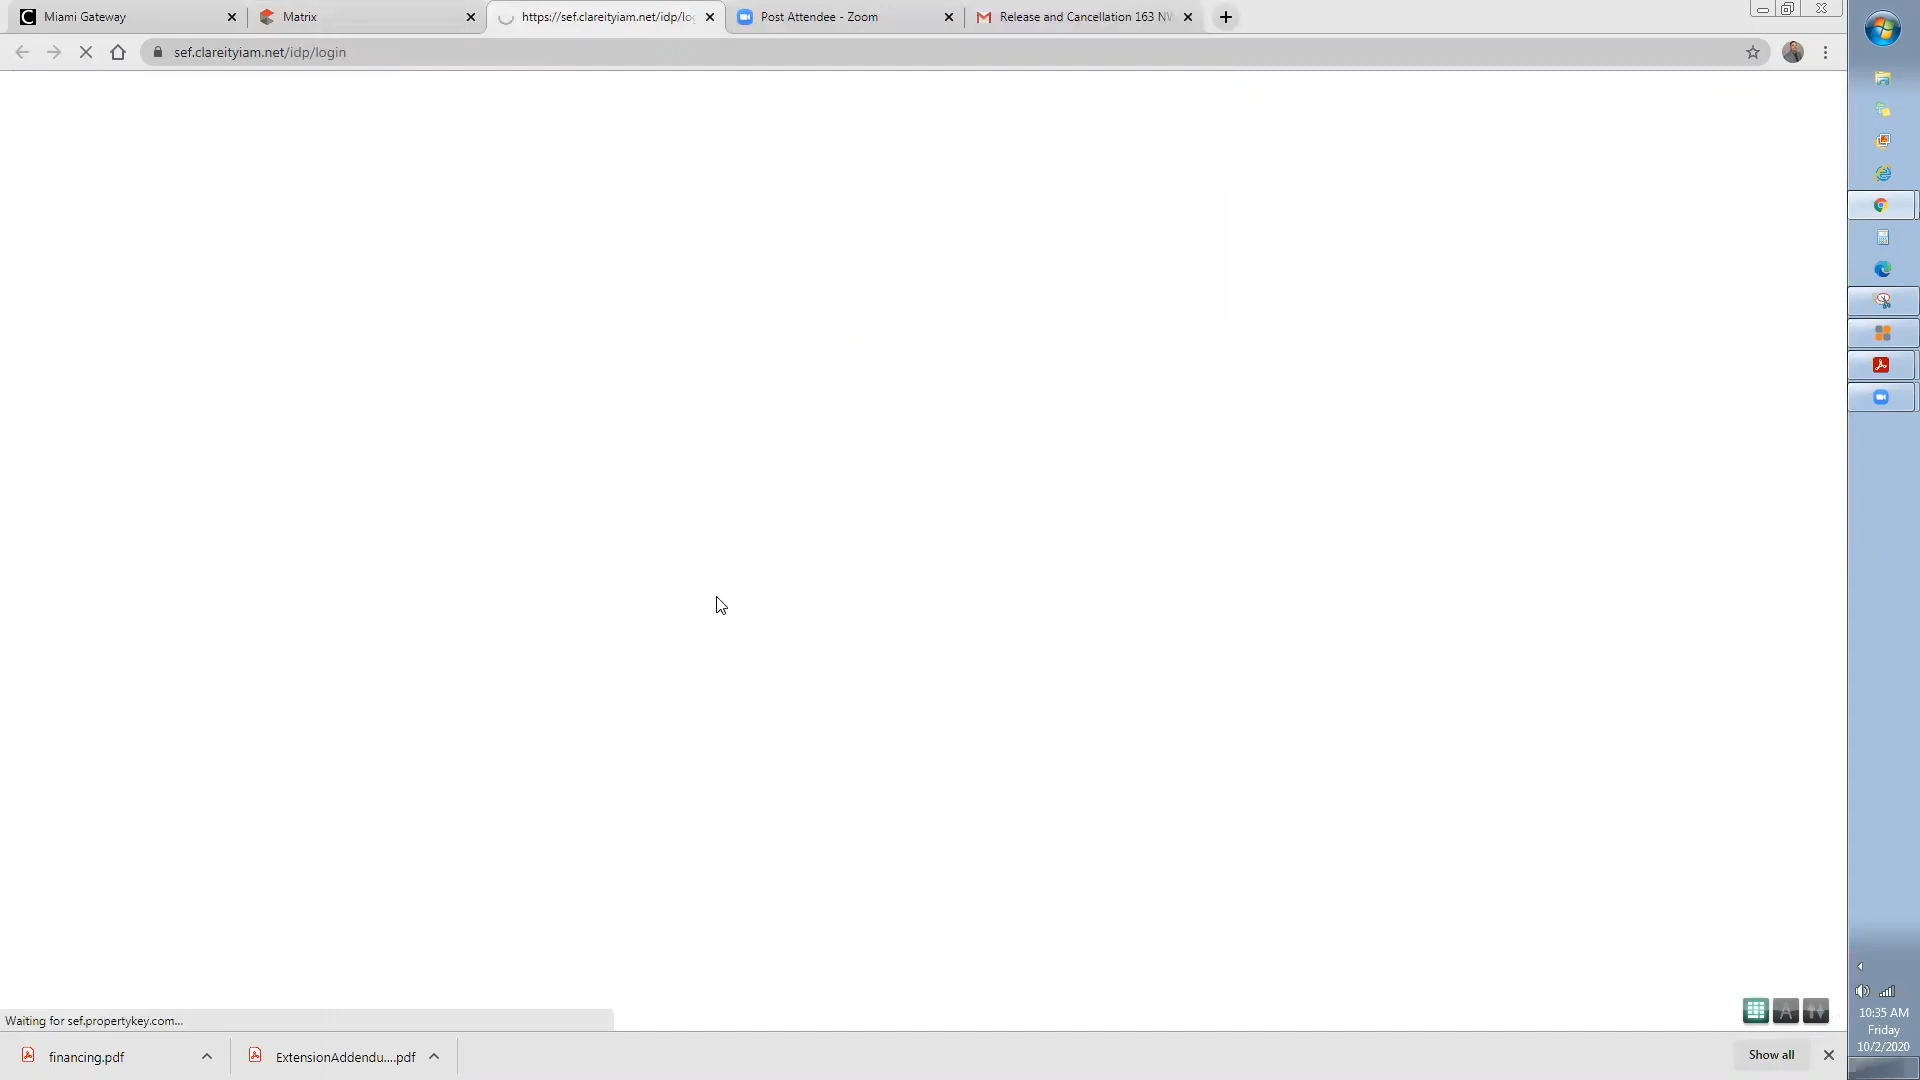 Miami Gateway
Matrix
https://sef.clareityiam.net/idp/lo
Post Attendee - Zoom
Release and Cancellation 163 NW
sef.clareityiam.net/idp/login
Waiting for sef.propertykey.com...
financing.pdf
ExtensionAddendu....pdf
Show all
10:35 AM
Friday
10/2/2020